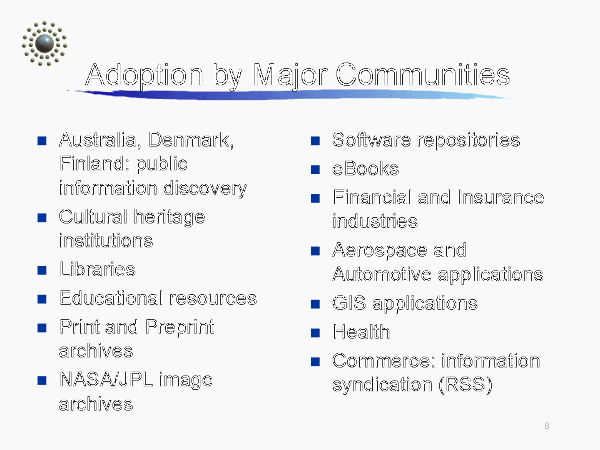 Adoption by Major Communities
Australia, Denmark,
Finland: public
information discovery
Cultural heritage
institutions
Libraries
Educational resources
Print and Preprint
archives
NASA/JPL image
archives
Software repositories
eBooks
Financial and Insurance
industries
Aerospace and
Automotive applications
GIS applications
Health
Commerce: information
syndication (RSS)
8